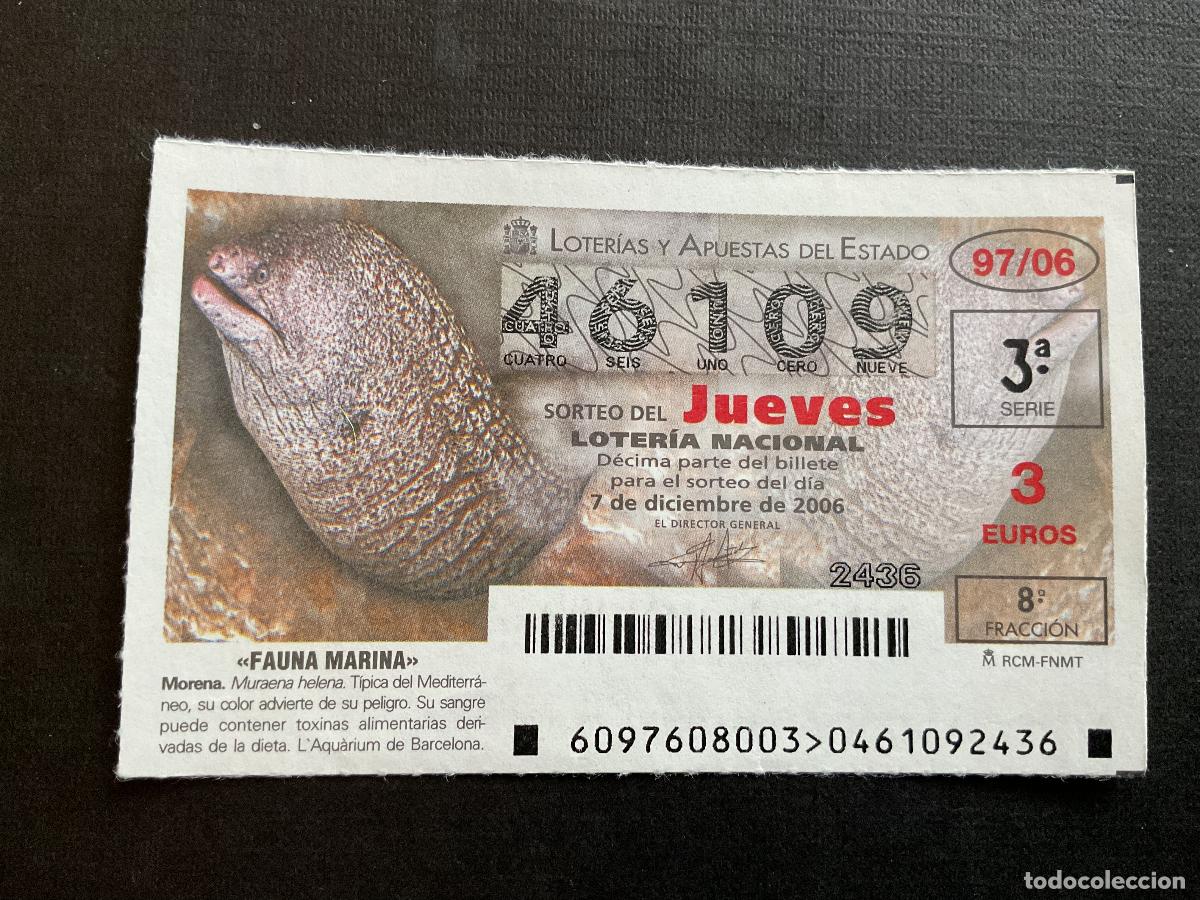 LOTERÍAS Y APUESTAS DEL ESTADO
97/06
46109
CUATRO SEIS UNO CERO NUEVE
3ª
SERIE
SORTEO DEL Jueves
LOTERÍA NACIONAL
Décima parte del billete
para el sorteo del día
7 de diciembre de 2006
EL DIRECTOR GENERAL
3
EUROS
2436
8ª
FRACCIÓN
RCM-FNMT
«FAUNA MARINA»
Morena. Muraena helena. Típica del Mediterrá-
neo, su color advierte de su peligro. Su sangre
puede contener toxinas alimentarias deri-
vadas de la dieta. L`Aquàrium de Barcelona.
6097608003>0461092436
todocoleccion